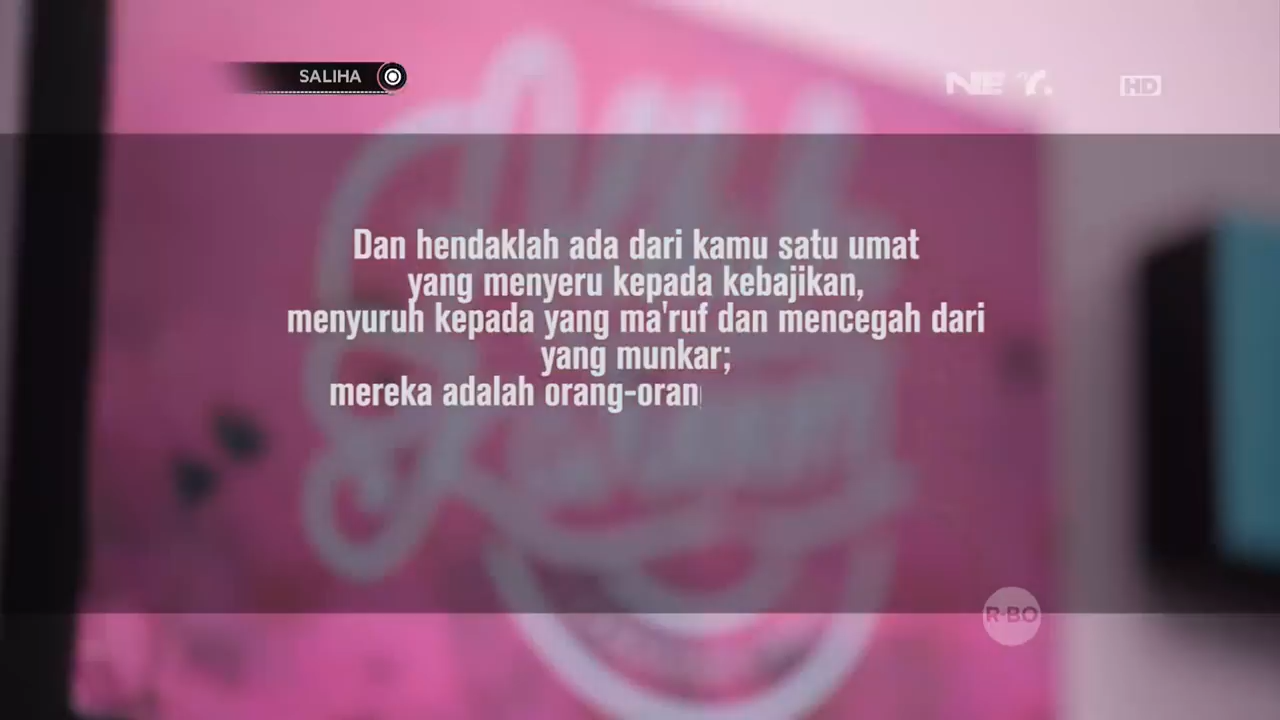 SALIHA
HD
Dan hendaklah ada dari kamu satu umat
yang menyeru kepada kebajikan,
menyuruh kepada yang ma'ruf dan mencegah dari
yang munkar;
mereka adalah orang-oran
R-BO